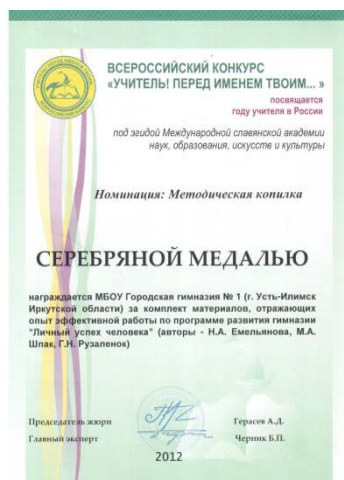 ВСЕРОССИЙСКИЙ КОНКУРС
«УЧИТЕЛЬ! ПЕРЕД ИМЕНЕМ ТВОИМ... »
посвящается
году учителя в России
под эгидой Международной славянской академии
наук, образования, искусств и культуры
Номинация: Методическая копилка
СЕРЕБРЯНОЙ МЕДАЛЬЮ
награждается МБОУ Городская гимназия № 1 (г. Усть-Илимск
Иркутской области) за комплект материалов, отражающих
опыт эффективной работы по программе развития гимназии
"Личный успех человека" (авторы - Н.А. Емельянова, М.А.
Шпак, Г.Н. Рузаленок)
Председатель жюри Герасев А.Д.
Главный эксперт Черник Б.П.
2012